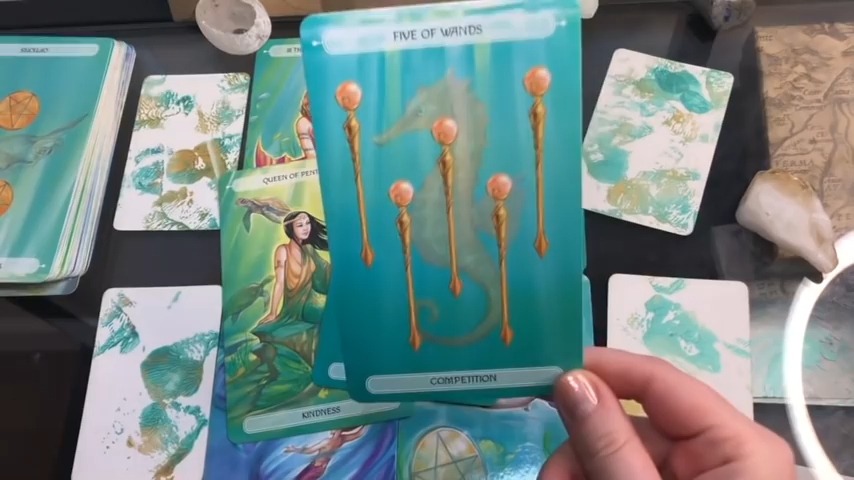 FIVE OF WANDS
QUEEN OF PENT
KINDNESS
COMPETITION